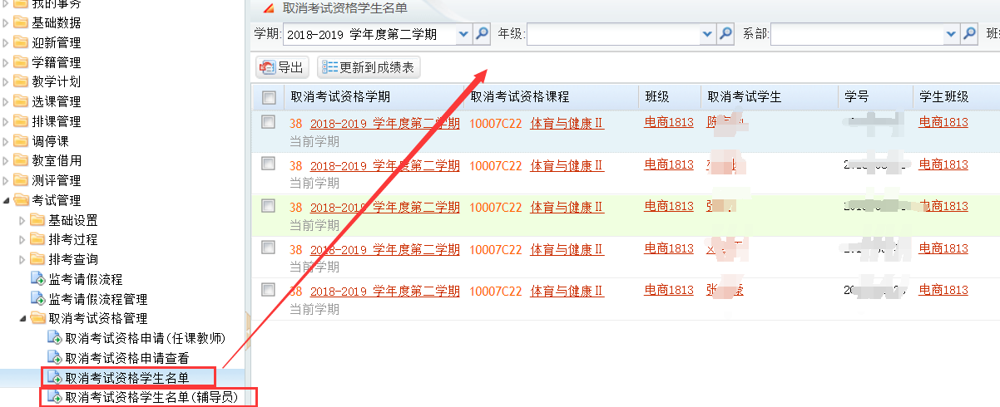 我的事务
基础数据
迎新管理
学籍管理
教学计划
选课管理
排课管理
调停课
教室借用
测评管理
考试管理
基础设置
排考过程
排考查询
监考请假流程
监考请假流程管理
取消考试资格管理
取消考试资格申请(任课教师)
取消考试资格申请查看
取消考试资格学生名单
取消考试资格学生名单(辅导员)
取消考试资格学生名单
学期: 2018-2019 学年度第二学期 年级: 系部: 班
导出 更新到成绩表
取消考试资格学期 取消考试资格课程 班级 取消考试学生 学号 学生班级
38 2018-2019 学年度第二学期 10007C22 体育与健康Ⅱ 电商1813 陈 电商1813
当前学期
38 2018-2019 学年度第二学期 10007C22 体育与健康Ⅱ 电商1813 电商1813
当前学期
38 2018-2019 学年度第二学期 10007C22 体育与健康Ⅱ 电商1813 张 电商1813
当前学期
38 2018-2019 学年度第二学期 10007C22 体育与健康Ⅱ 电商1813 电商1813
当前学期
38 2018-2019 学年度第二学期 10007C22 体育与健康Ⅱ 电商1813 张 电商1813
当前学期